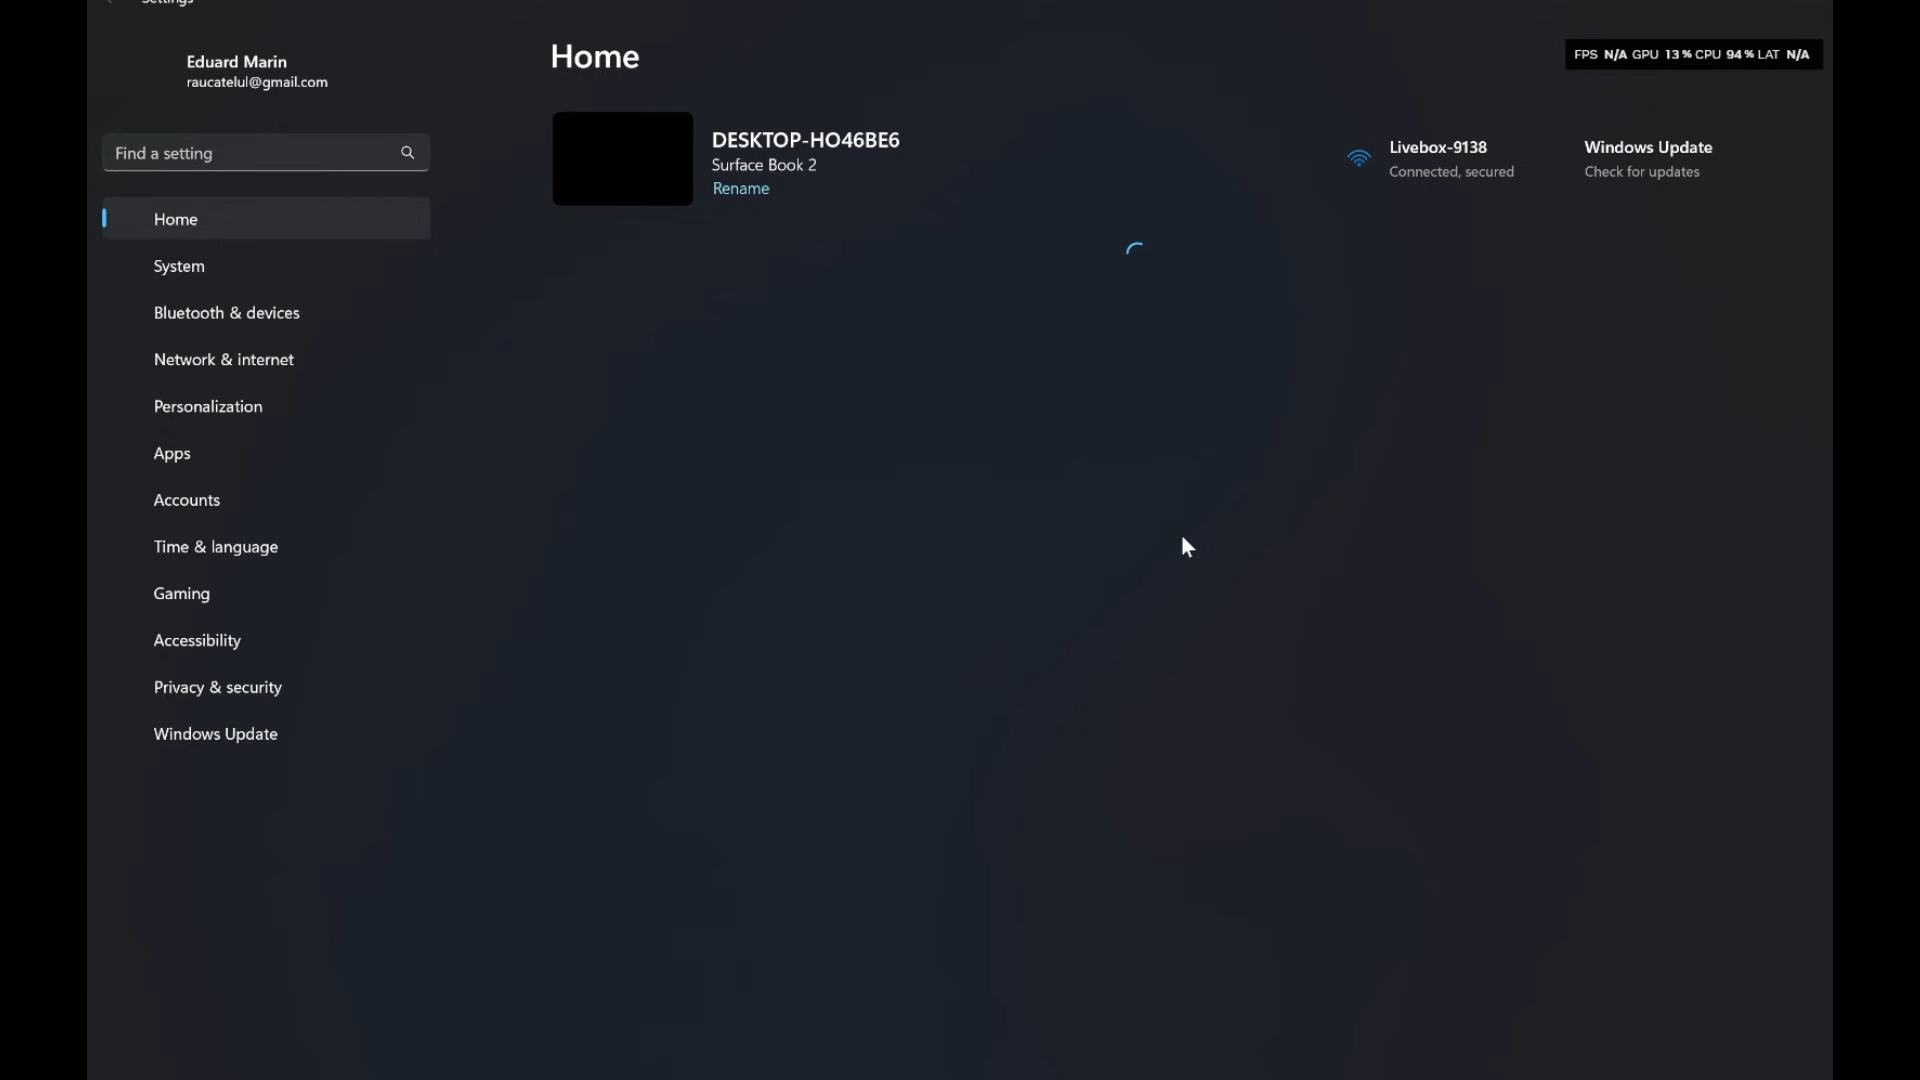 Settings
Eduard Marin
raucatelul@gmail.com
Find a setting
Home
System
Bluetooth & devices
Network & internet
Personalization
Apps
Accounts
Time & language
Gaming
Accessibility
Privacy & security
Windows Update
Home
DESKTOP-HO46BE6
Surface Book 2
Rename
Livebox-9138
Connected, secured
Windows Update
Check for updates
FPS N/A GPU 13% CPU 94% LAT N/A